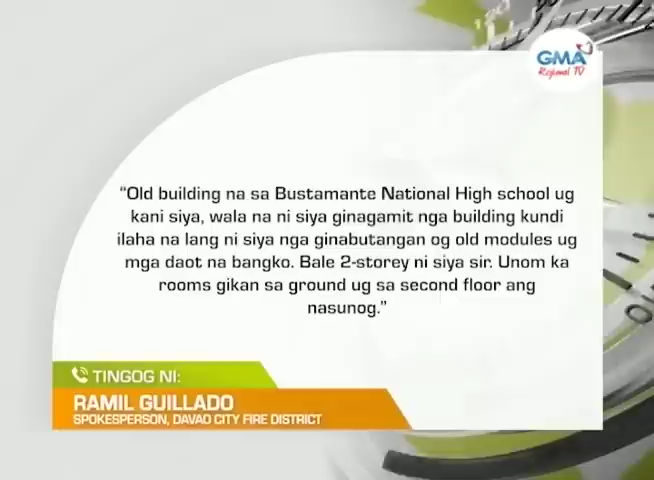 GMA
Regional TV
“Old building na sa Bustamante National High school ug
kani siya, wala na ni siya ginagamit nga building kundi
ilaha na lang ni siya nga ginabutangan og old modules ug
mga daot na bangko. Bale 2-storey ni siya sir. Unom ka
rooms gikan sa ground ug sa second floor ang
nasunog.”
TINGOG NI:
RAMIL GUILLADO
SPOKESPERSON, DAVAO CITY FIRE DISTRICT